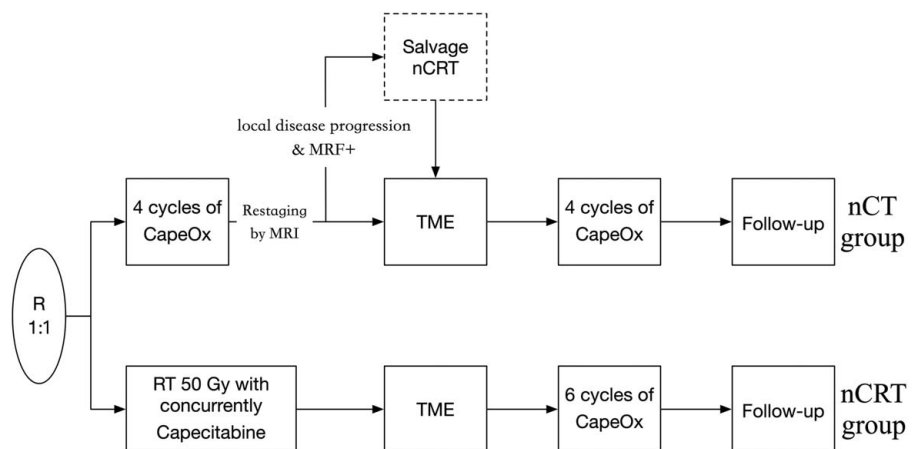 Salvage
nCRT
local disease progression
& MRF+
4 cycles of
CapeOx
Restaging
by MRI
TME
4 cycles of
CapeOx
Follow-up
nCT
group
R
1:1
RT 50 Gy with
concurrently
Capecitabine
TME
6 cycles of
CapeOx
Follow-up
nCRT
group